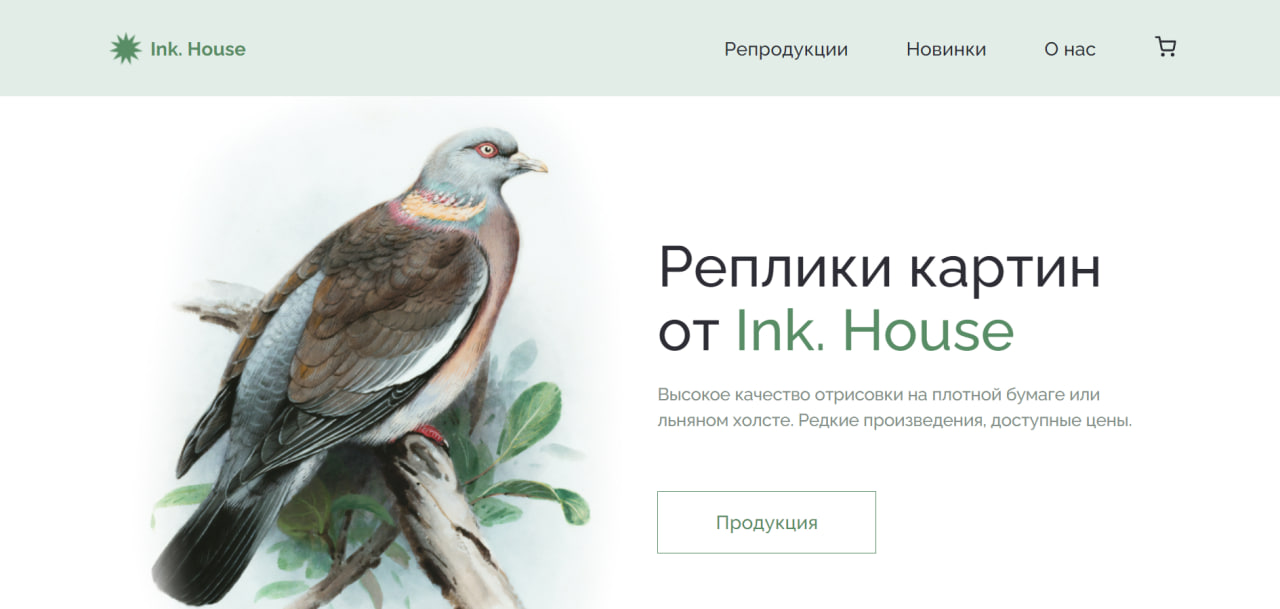 Ink. House
Репродукции
Новинки
О нас
Реплики картин
от Ink. House
Высокое качество отрисовки на плотной бумаге или
льняном холсте. Редкие произведения, доступные цены.
Продукция